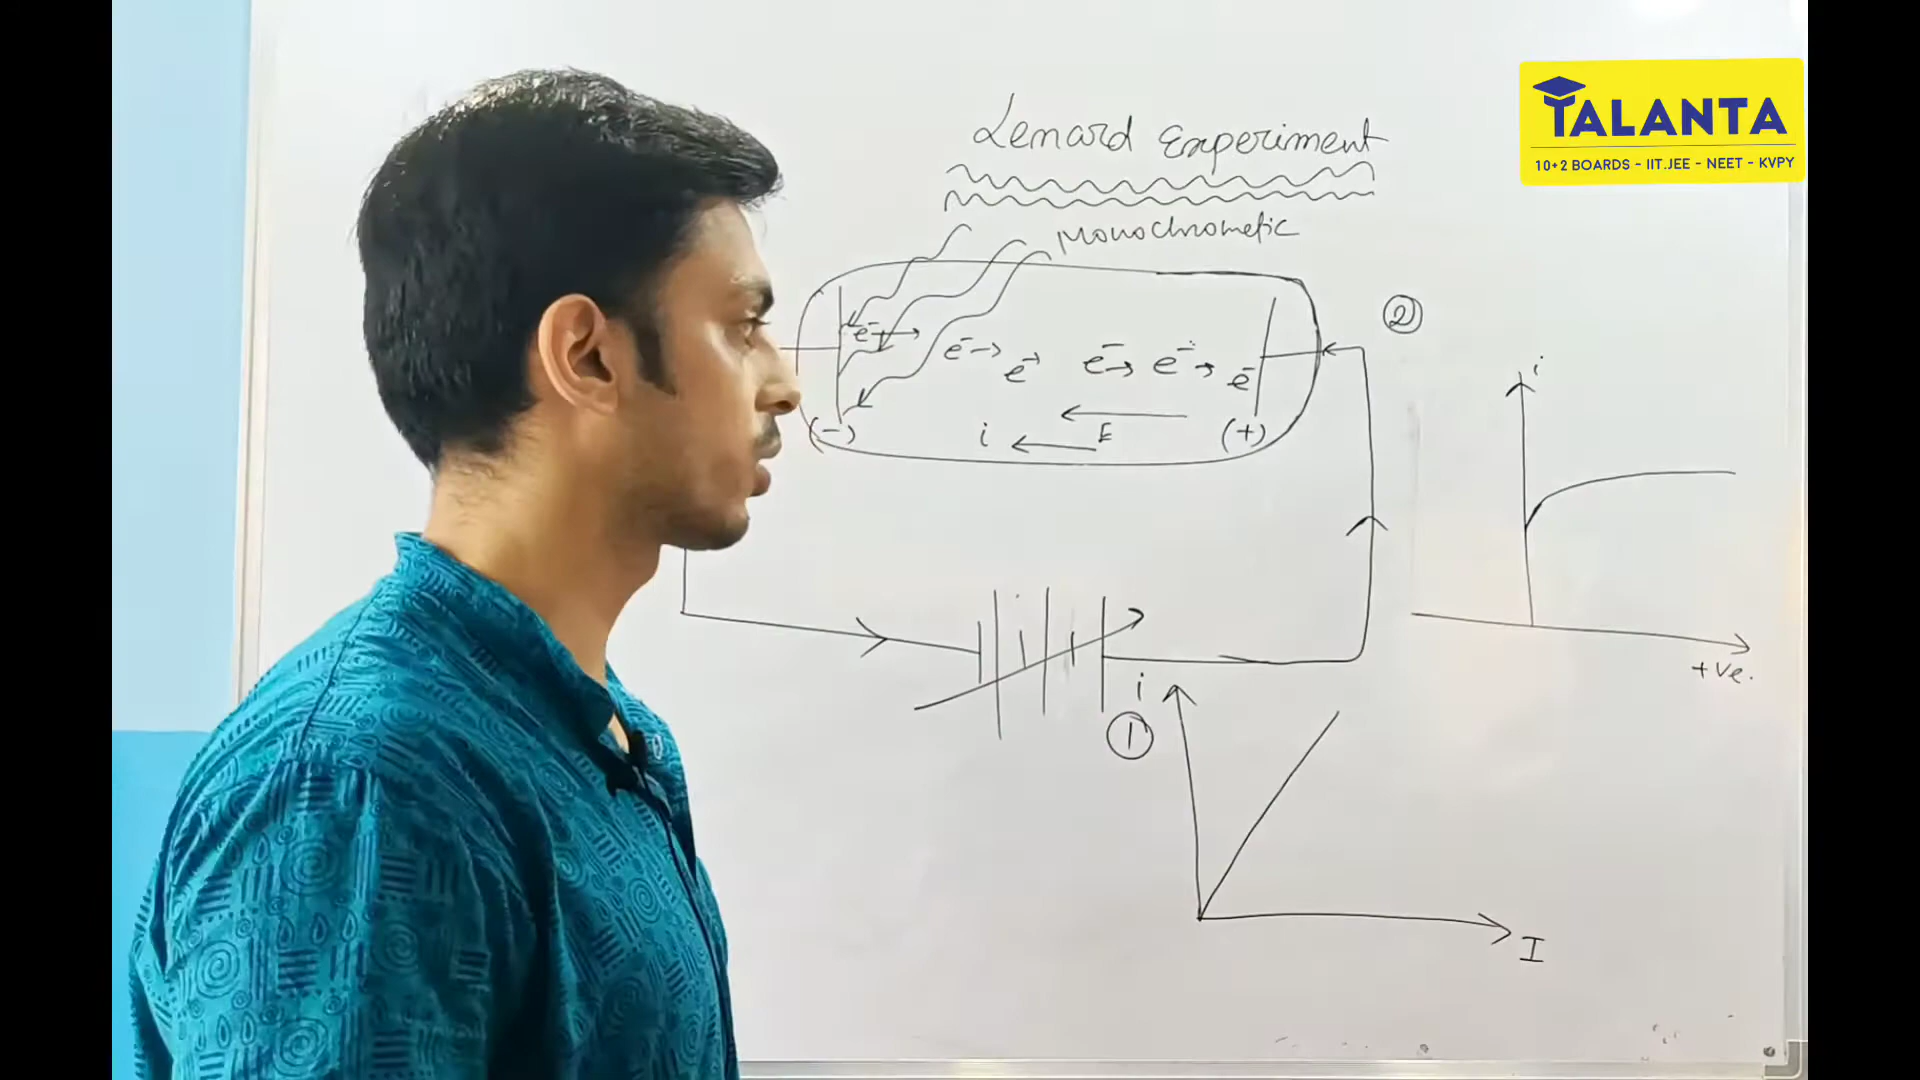 TALANTA
10+2 BOARDS - IIT.JEE - NEET - KVPY
Lenard Experiment
Monochrometic
②
e⁻ e⁻ e⁻ e⁻ e⁻ e⁻
i
(-) i E (+)
+ve.
i
①
I